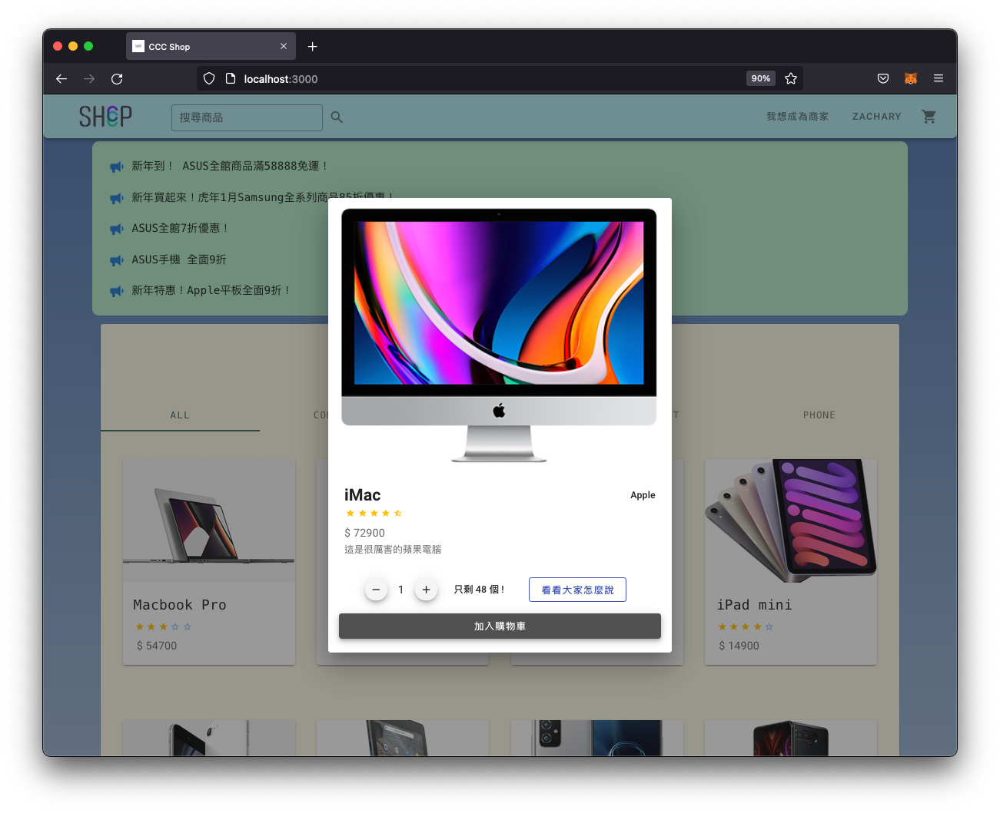 CCC Shop
localhost:3000
90%
SHCP
搜尋商品
我想成為商家
ZACHARY
新年到！ ASUS全館商品滿58888免運！
新年買起來！虎年1月Samsung全系列商品85折優惠！
ASUS全館7折優惠！
ASUS手機 全面9折
新年特惠！Apple平板全面9折！
ALL
PHONE
iMac
Apple
$ 72900
這是很厲害的蘋果電腦
1
只剩 48 個！
看看大家怎麼說
加入購物車
Macbook Pro
$ 54700
iPad mini
$ 14900